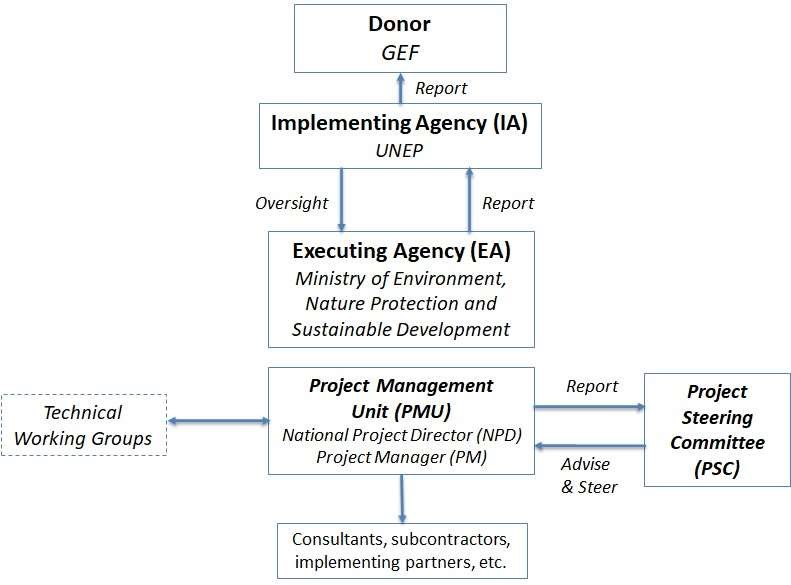 Donor
GEF
Report
Implementing Agency (IA)
UNEP
Oversight
Report
Executing Agency (EA)
Ministry of Environment,
Nature Protection and
Sustainable Development
Technical
Working Groups
Project Management
Unit (PMU)
National Project Director (NPD)
Project Manager (PM)
Report
Advise
& Steer
Project
Steering
Committee
(PSC)
Consultants, subcontractors,
implementing partners, etc.